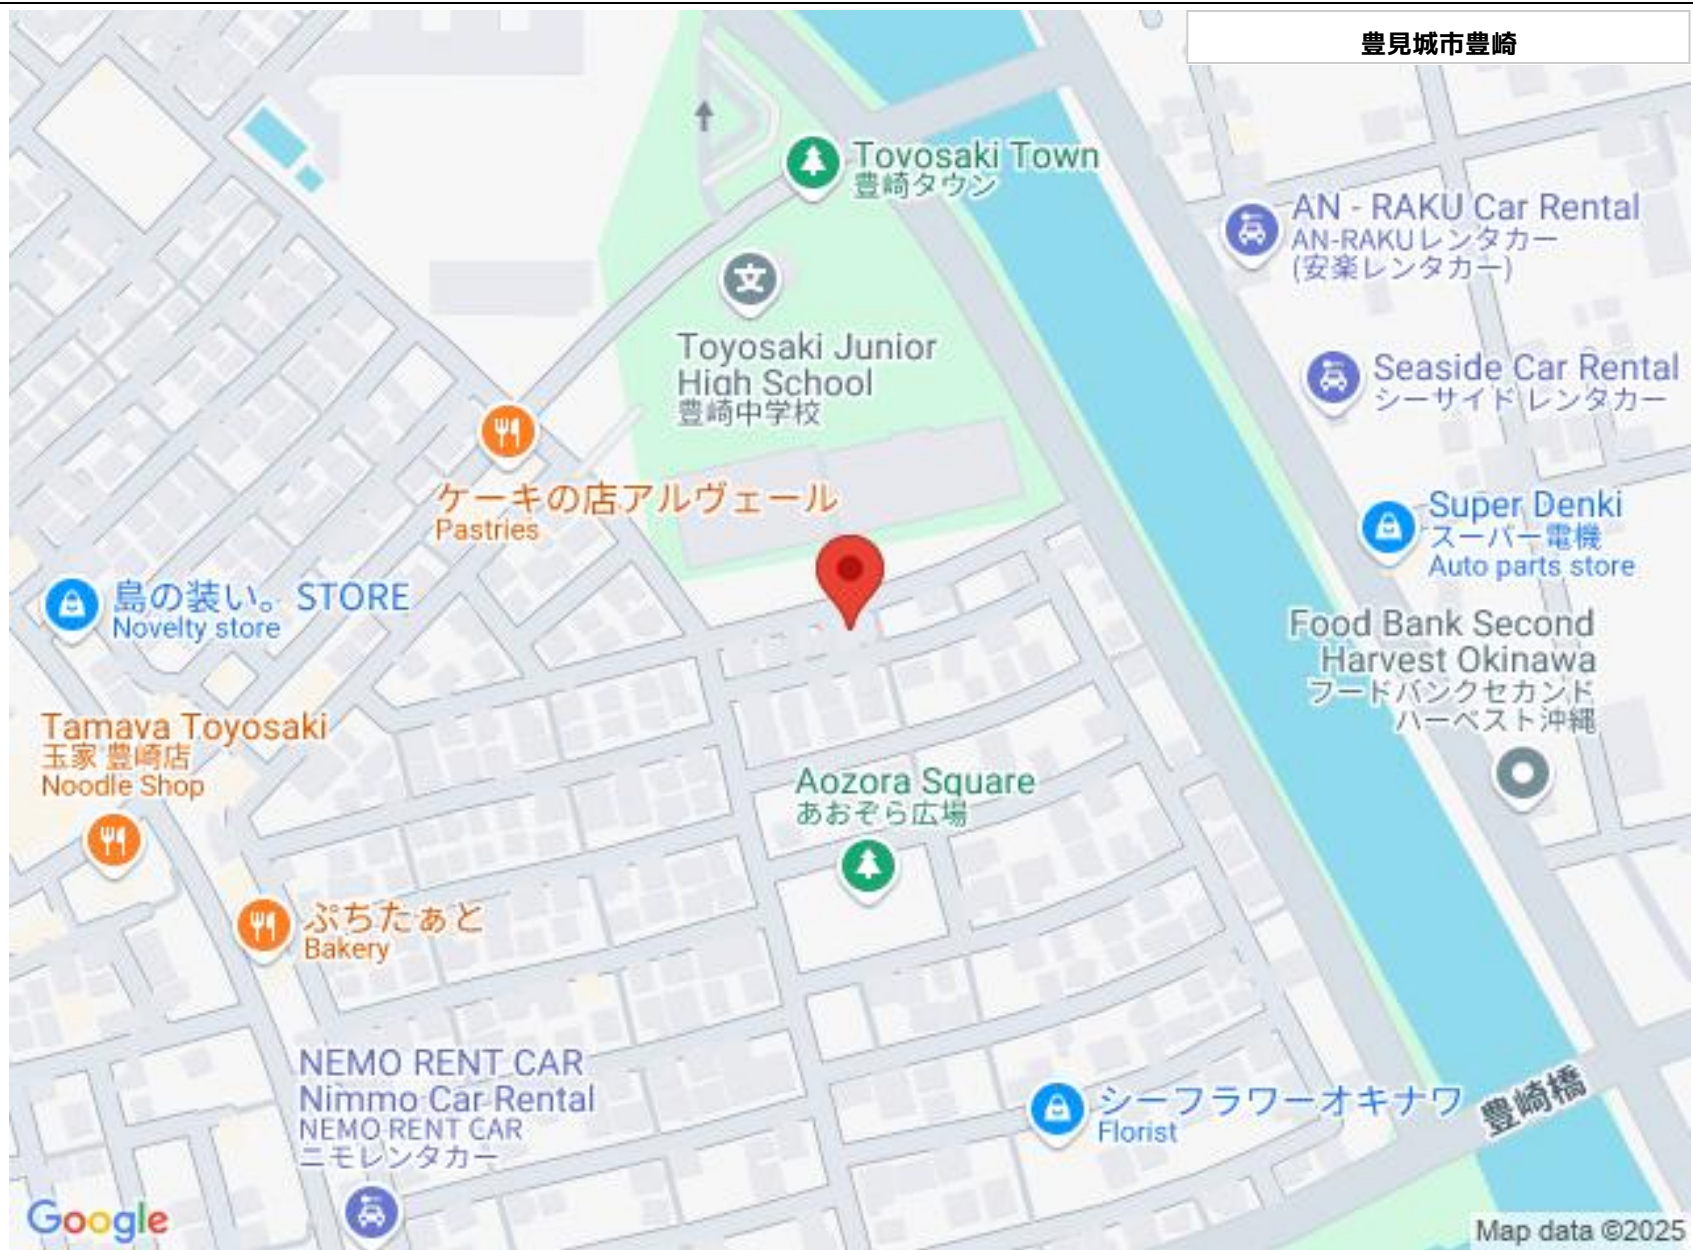 豊見城市豊崎
Toyosaki Town
豊崎タウン
AN - RAKU Car Rental
AN-RAKUレンタカー
(安楽レンタカー)
Toyosaki Junior
High School
豊崎中学校
Seaside Car Rental
シーサイド レンタカー
ケーキの店アルヴェール
Pastries
Super Denki
スーパー電機
Auto parts store
島の装い。STORE
Novelty store
Food Bank Second
Harvest Okinawa
フードバンクセカンド
ハーベスト沖縄
Tamaya Toyosaki
玉家 豊崎店
Noodle Shop
Aozora Square
あおぞら広場
ぷちたぁと
Bakery
NEMO RENT CAR
Nimmo Car Rental
NEMO RENT CAR
ニモレンタカー
シーフラワーオキナワ
Florist
豊崎橋
Google
Map data ©2025